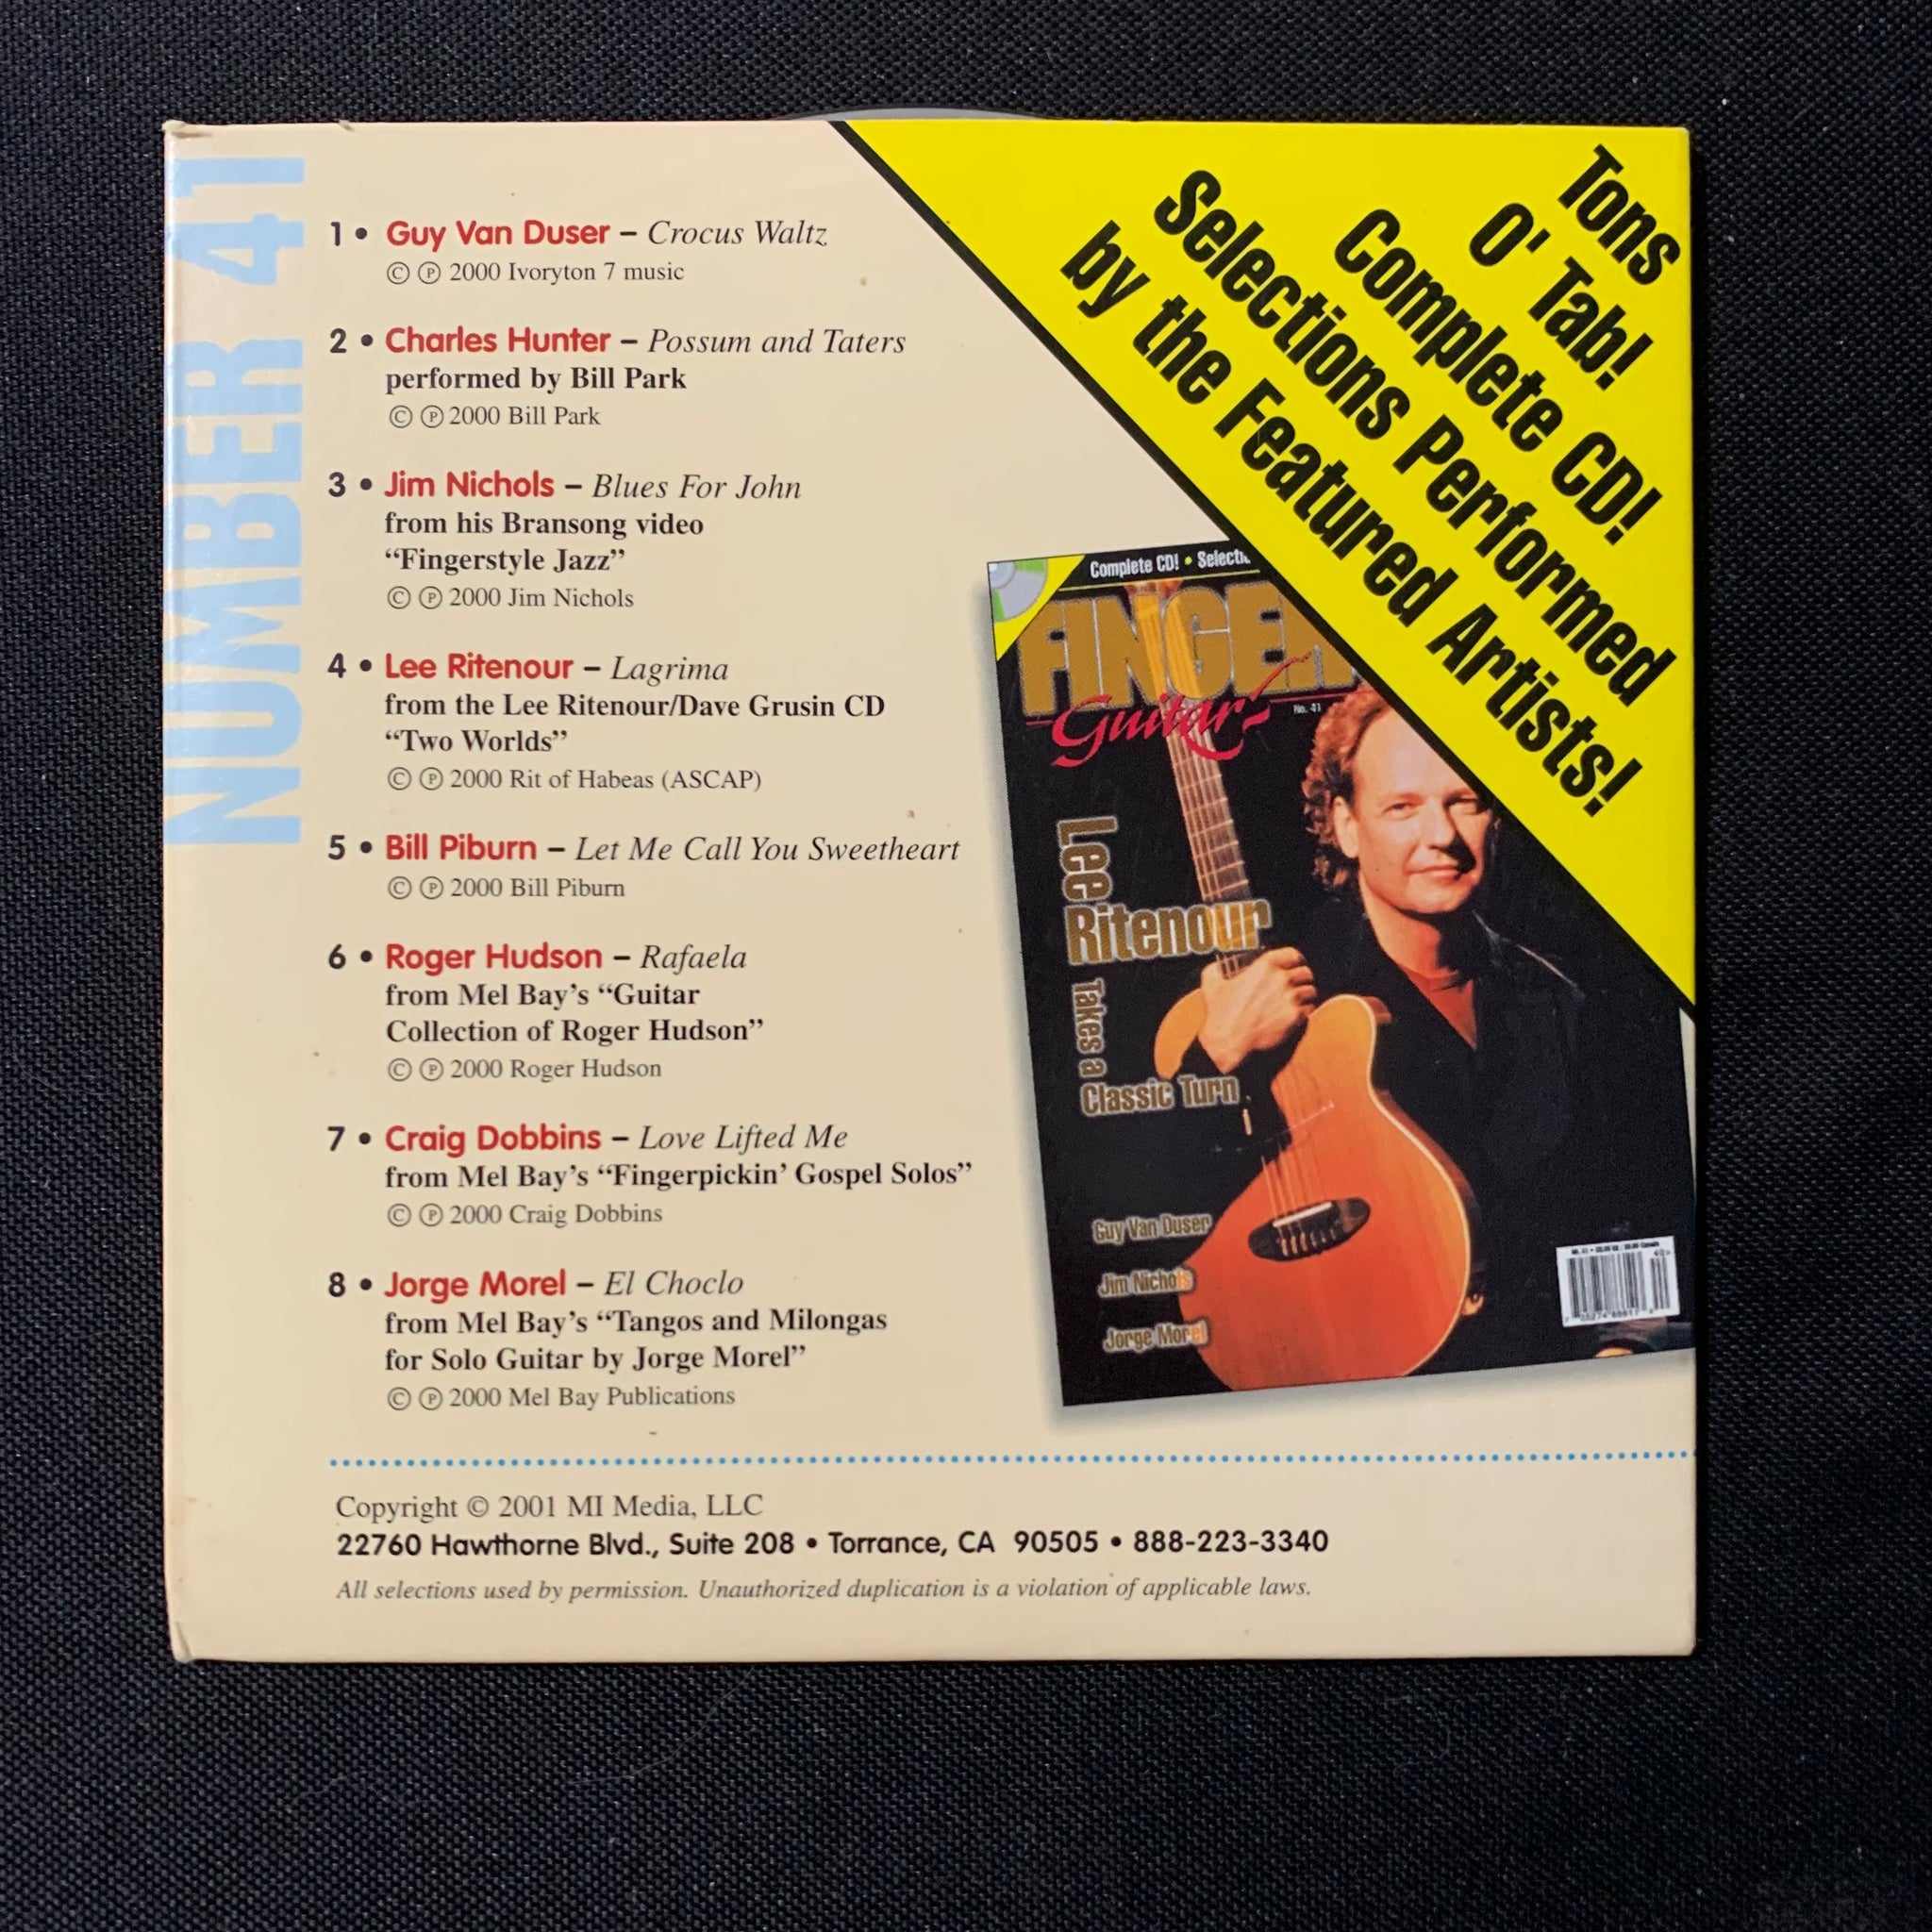 NUMBER 41
1 • Guy Van Duser – Crocus Waltz
© ℗ 2000 Ivoryton 7 music
2 • Charles Hunter – Possum and Taters
performed by Bill Park
© ℗ 2000 Bill Park
3 • Jim Nichols – Blues For John
from his Bransong video
“Fingerstyle Jazz”
© ℗ 2000 Jim Nichols
4 • Lee Ritenour – Lagrima
from the Lee Ritenour/Dave Grusin CD
“Two Worlds”
© ℗ 2000 Rit of Habeas (ASCAP)
5 • Bill Piburn – Let Me Call You Sweetheart
© ℗ 2000 Bill Piburn
6 • Roger Hudson – Rafaela
from Mel Bay’s “Guitar
Collection of Roger Hudson”
© ℗ 2000 Roger Hudson
7 • Craig Dobbins – Love Lifted Me
from Mel Bay’s “Fingerpickin’ Gospel Solos”
© ℗ 2000 Craig Dobbins
8 • Jorge Morel – El Choclo
from Mel Bay’s “Tangos and Milongas
for Solo Guitar by Jorge Morel”
© ℗ 2000 Mel Bay Publications
Tons
O' Tab!
Complete CD!
Selections Performed
by the Featured Artists!
Complete CD! • Selecti
FINGER
Guitar
No. 41
Lee
Ritenour
Takes a
Classic Turn
Guy Van Duser
Jim Nichols
Jorge Morel
Copyright © 2001 MI Media, LLC
22760 Hawthorne Blvd., Suite 208 • Torrance, CA 90505 • 888-223-3340
All selections used by permission. Unauthorized duplication is a violation of applicable laws.